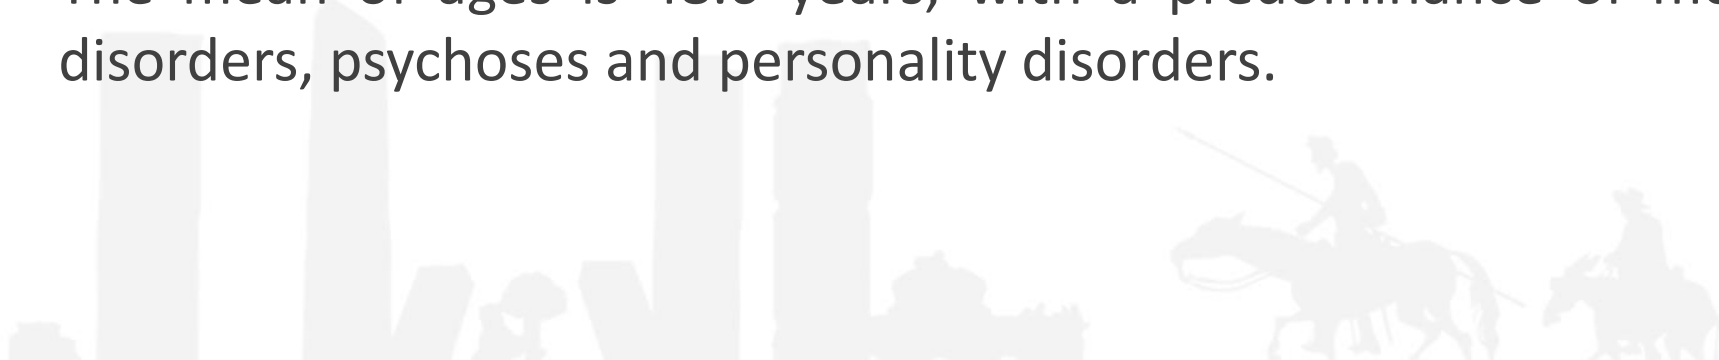 The mean of ages is years, with a predominance of
disorders, psychoses and personality disorders.